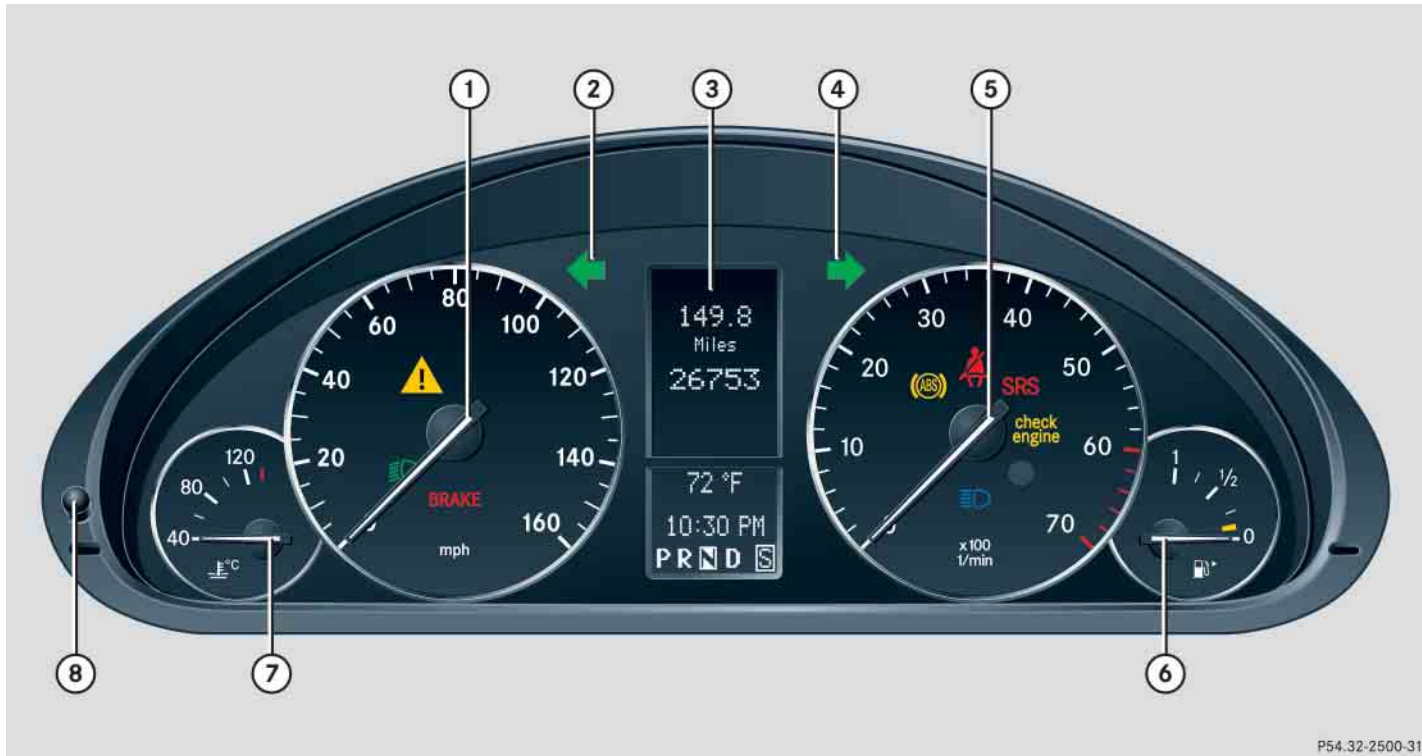 1 2 3 4 5
80
60 100
40 120
20 140
0 160
BRAKE
mph
149.8
Miles
26753
72 °F
10:30 PM
P R N D S
30 40
20 50
10 60
0 70
ABS
SRS
check
engine
x100
1/min
120
80
40
°C
1 1/2
0
8 7 6
P54.32-2500-31